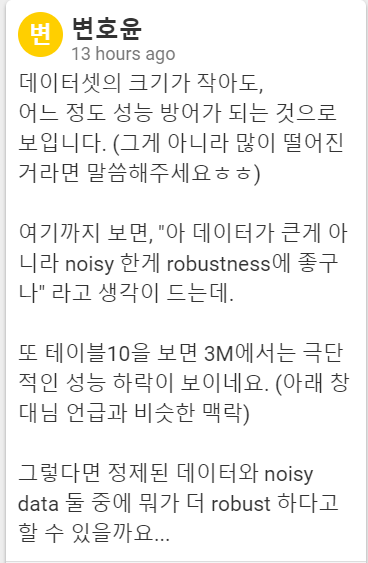 변
변호윤
13 hours ago
데이터셋의 크기가 작아도,
어느 정도 성능 방어가 되는 것으로
보입니다. (그게 아니라 많이 떨어진
거라면 말씀해주세요ㅎㅎ)
여기까지 보면, "아 데이터가 큰게 아
니라 noisy 한게 robustness에 좋구
나" 라고 생각이 드는데.
또 테이블10을 보면 3M에서는 극단
적인 성능 하락이 보이네요. (아래 창
대님 언급과 비슷한 맥락)
그렇다면 정제된 데이터와 noisy
data 둘 중에 뭐가 더 robust 하다고
할 수 있을까요...